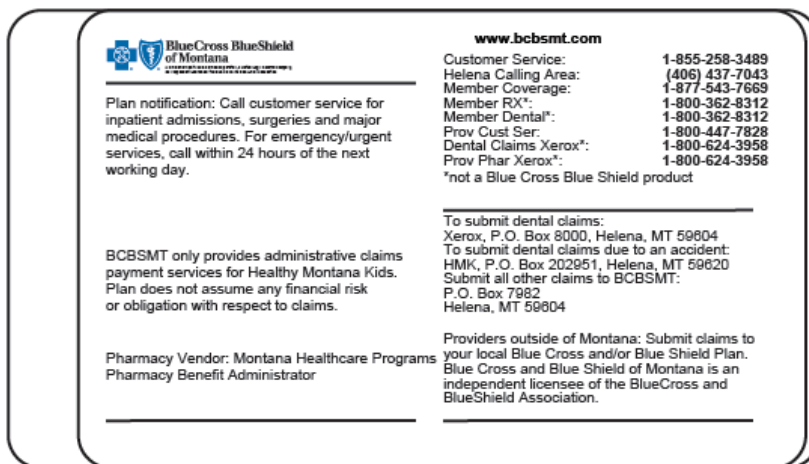 BlueCross BlueShield
of Montana
Plan notification: Call customer service for
inpatient admissions, surgeries and major
medical procedures. For emergency/urgent
services, call within 24 hours of the next
working day.
BCBSMT only provides administrative claims
payment services for Healthy Montana Kids.
Plan does not assume any financial risk
or obligation with respect to claims.
Pharmacy Vendor: Montana Healthcare Programs
Pharmacy Benefit Administrator
www.bcbsmt.com
Customer Service: 1-855-258-3489
Helena Calling Area: (406) 437-7043
Member Coverage: 1-877-543-7669
Member RX*: 1-800-362-8312
Member Dental*: 1-800-362-8312
Prov Cust Ser: 1-800-447-7828
Dental Claims Xerox*: 1-800-624-3958
Prov Phar Xerox*: 1-800-624-3958
*not a Blue Cross Blue Shield product
To submit dental claims:
Xerox, P.O. Box 8000, Helena, MT 59604
To submit dental claims due to an accident:
HMK, P.O. Box 202951, Helena, MT 59620
Submit all other claims to BCBSMT:
P.O. Box 7982
Helena, MT 59604
Providers outside of Montana: Submit claims to
your local Blue Cross and/or Blue Shield Plan.
Blue Cross and Blue Shield of Montana is an
independent licensee of the BlueCross and
BlueShield Association.